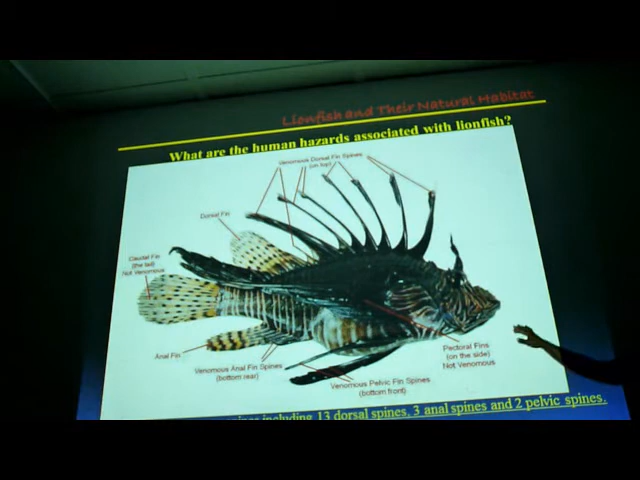 Lionfish and Their Natural Habitat
What are the human hazards associated with lionfish?
Venomous Dorsal Fin Spines
(on top)
Dorsal Fin
Caudal Fin
(the tail)
Not Venomous
Anal Fin
Venomous Anal Fin Spines
(bottom rear)
Venomous Pelvic Fin Spines
(bottom front)
Pectoral Fins
(on the side)
Not Venomous
including 13 dorsal spines, 3 anal spines and 2 pelvic spines.